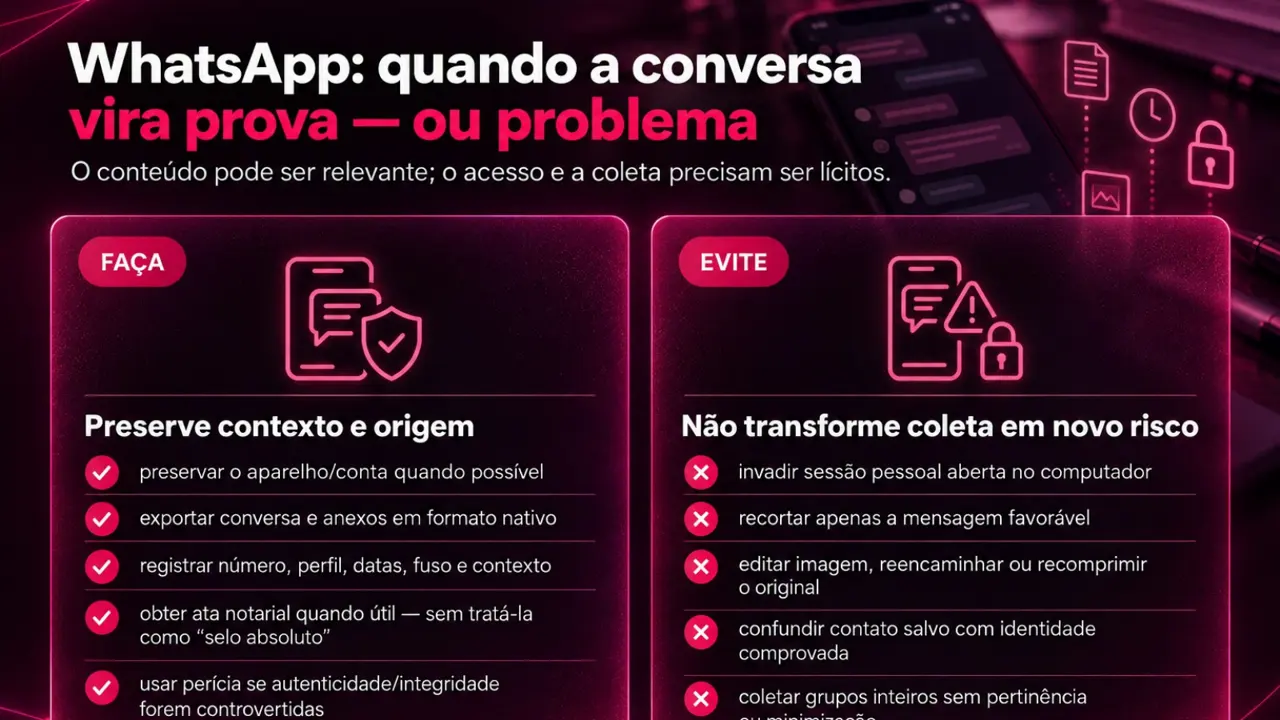 WhatsApp: quando a conversa
vira prova — ou problema
O conteúdo pode ser relevante; o acesso e a coleta precisam ser lícitos.
FAÇA
Preserve contexto e origem
preservar o aparelho/conta quando possível
exportar conversa e anexos em formato nativo
registrar número, perfil, datas, fuso e contexto
obter ata notarial quando útil — sem tratá-la
como “selo absoluto”
usar perícia se autenticidade/integridade
forem controvertidas
EVITE
Não transforme coleta em novo risco
invadir sessão pessoal aberta no computador
recortar apenas a mensagem favorável
editar imagem, reencaminhar ou recomprimir
o original
confundir contato salvo com identidade
comprovada
coletar grupos inteiros sem pertinência
ou minimização